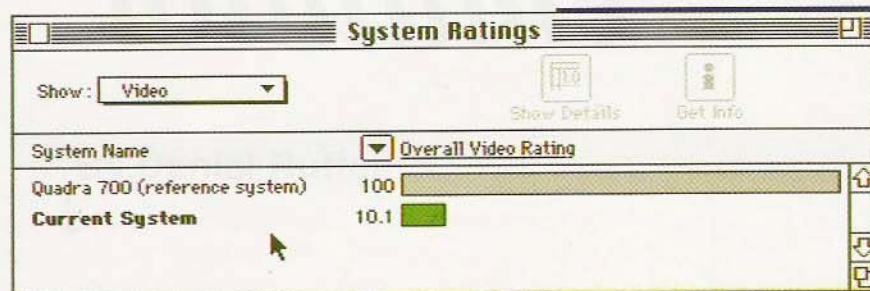 System Ratings
Show: Video
Show Details
Get Info
System Name
Overall Video Rating
Quadra 700 (reference system) 100
Current System 10.1